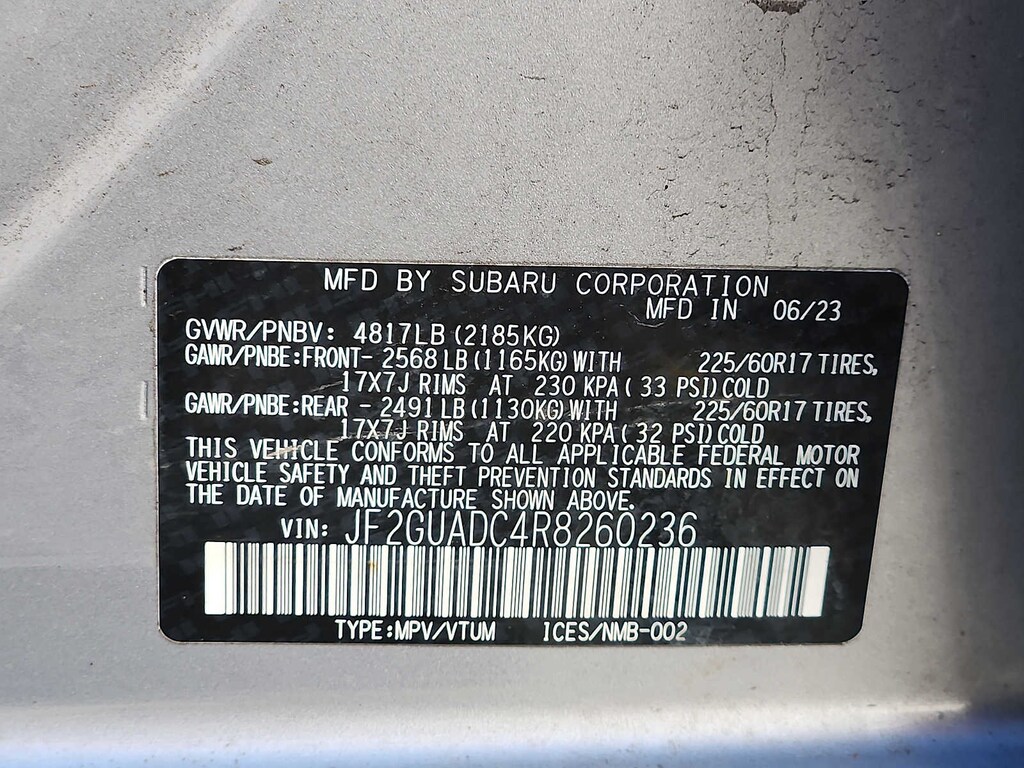 MFD BY SUBARU CORPORATION
MFD IN 06/23
GVWR/PNBV: 4817LB (2185KG)
GAWR/PNBE:FRONT- 2568 LB (1165KG) WITH 225/60R17 TIRES,
17X7J RIMS AT 230 KPA ( 33 PSI) COLD
GAWR/PNBE:REAR - 2491 LB (1130KG) WITH 225/60R17 TIRES,
17X7J RIMS AT 220 KPA ( 32 PSI) COLD
THIS VEHICLE CONFORMS TO ALL APPLICABLE FEDERAL MOTOR
VEHICLE SAFETY AND THEFT PREVENTION STANDARDS IN EFFECT ON
THE DATE OF MANUFACTURE SHOWN ABOVE.
VIN: JF2GUADC4R8260236
TYPE:MPV/VTUM ICES/NMB-002